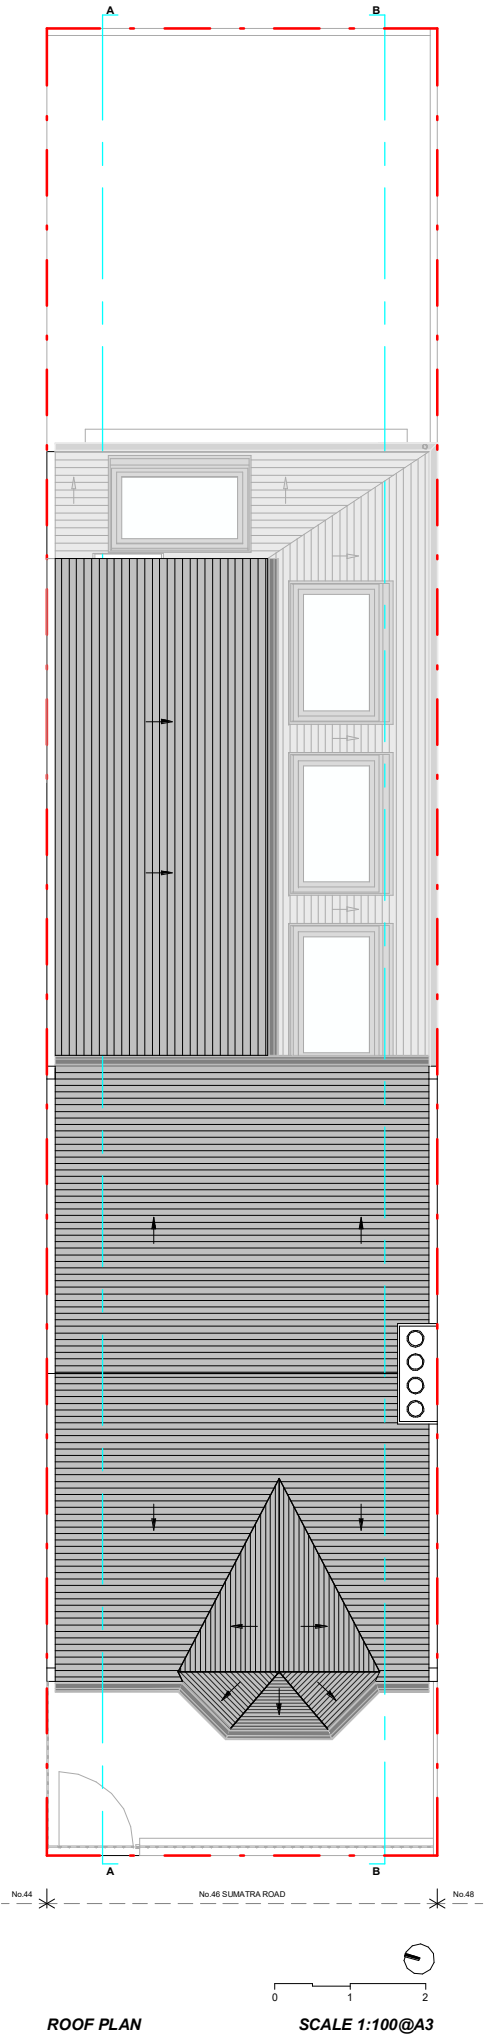 A B
A B
No.44 No.46 SUMATRA ROAD No.48
0 1 2
ROOF PLAN SCALE 1:100@A3